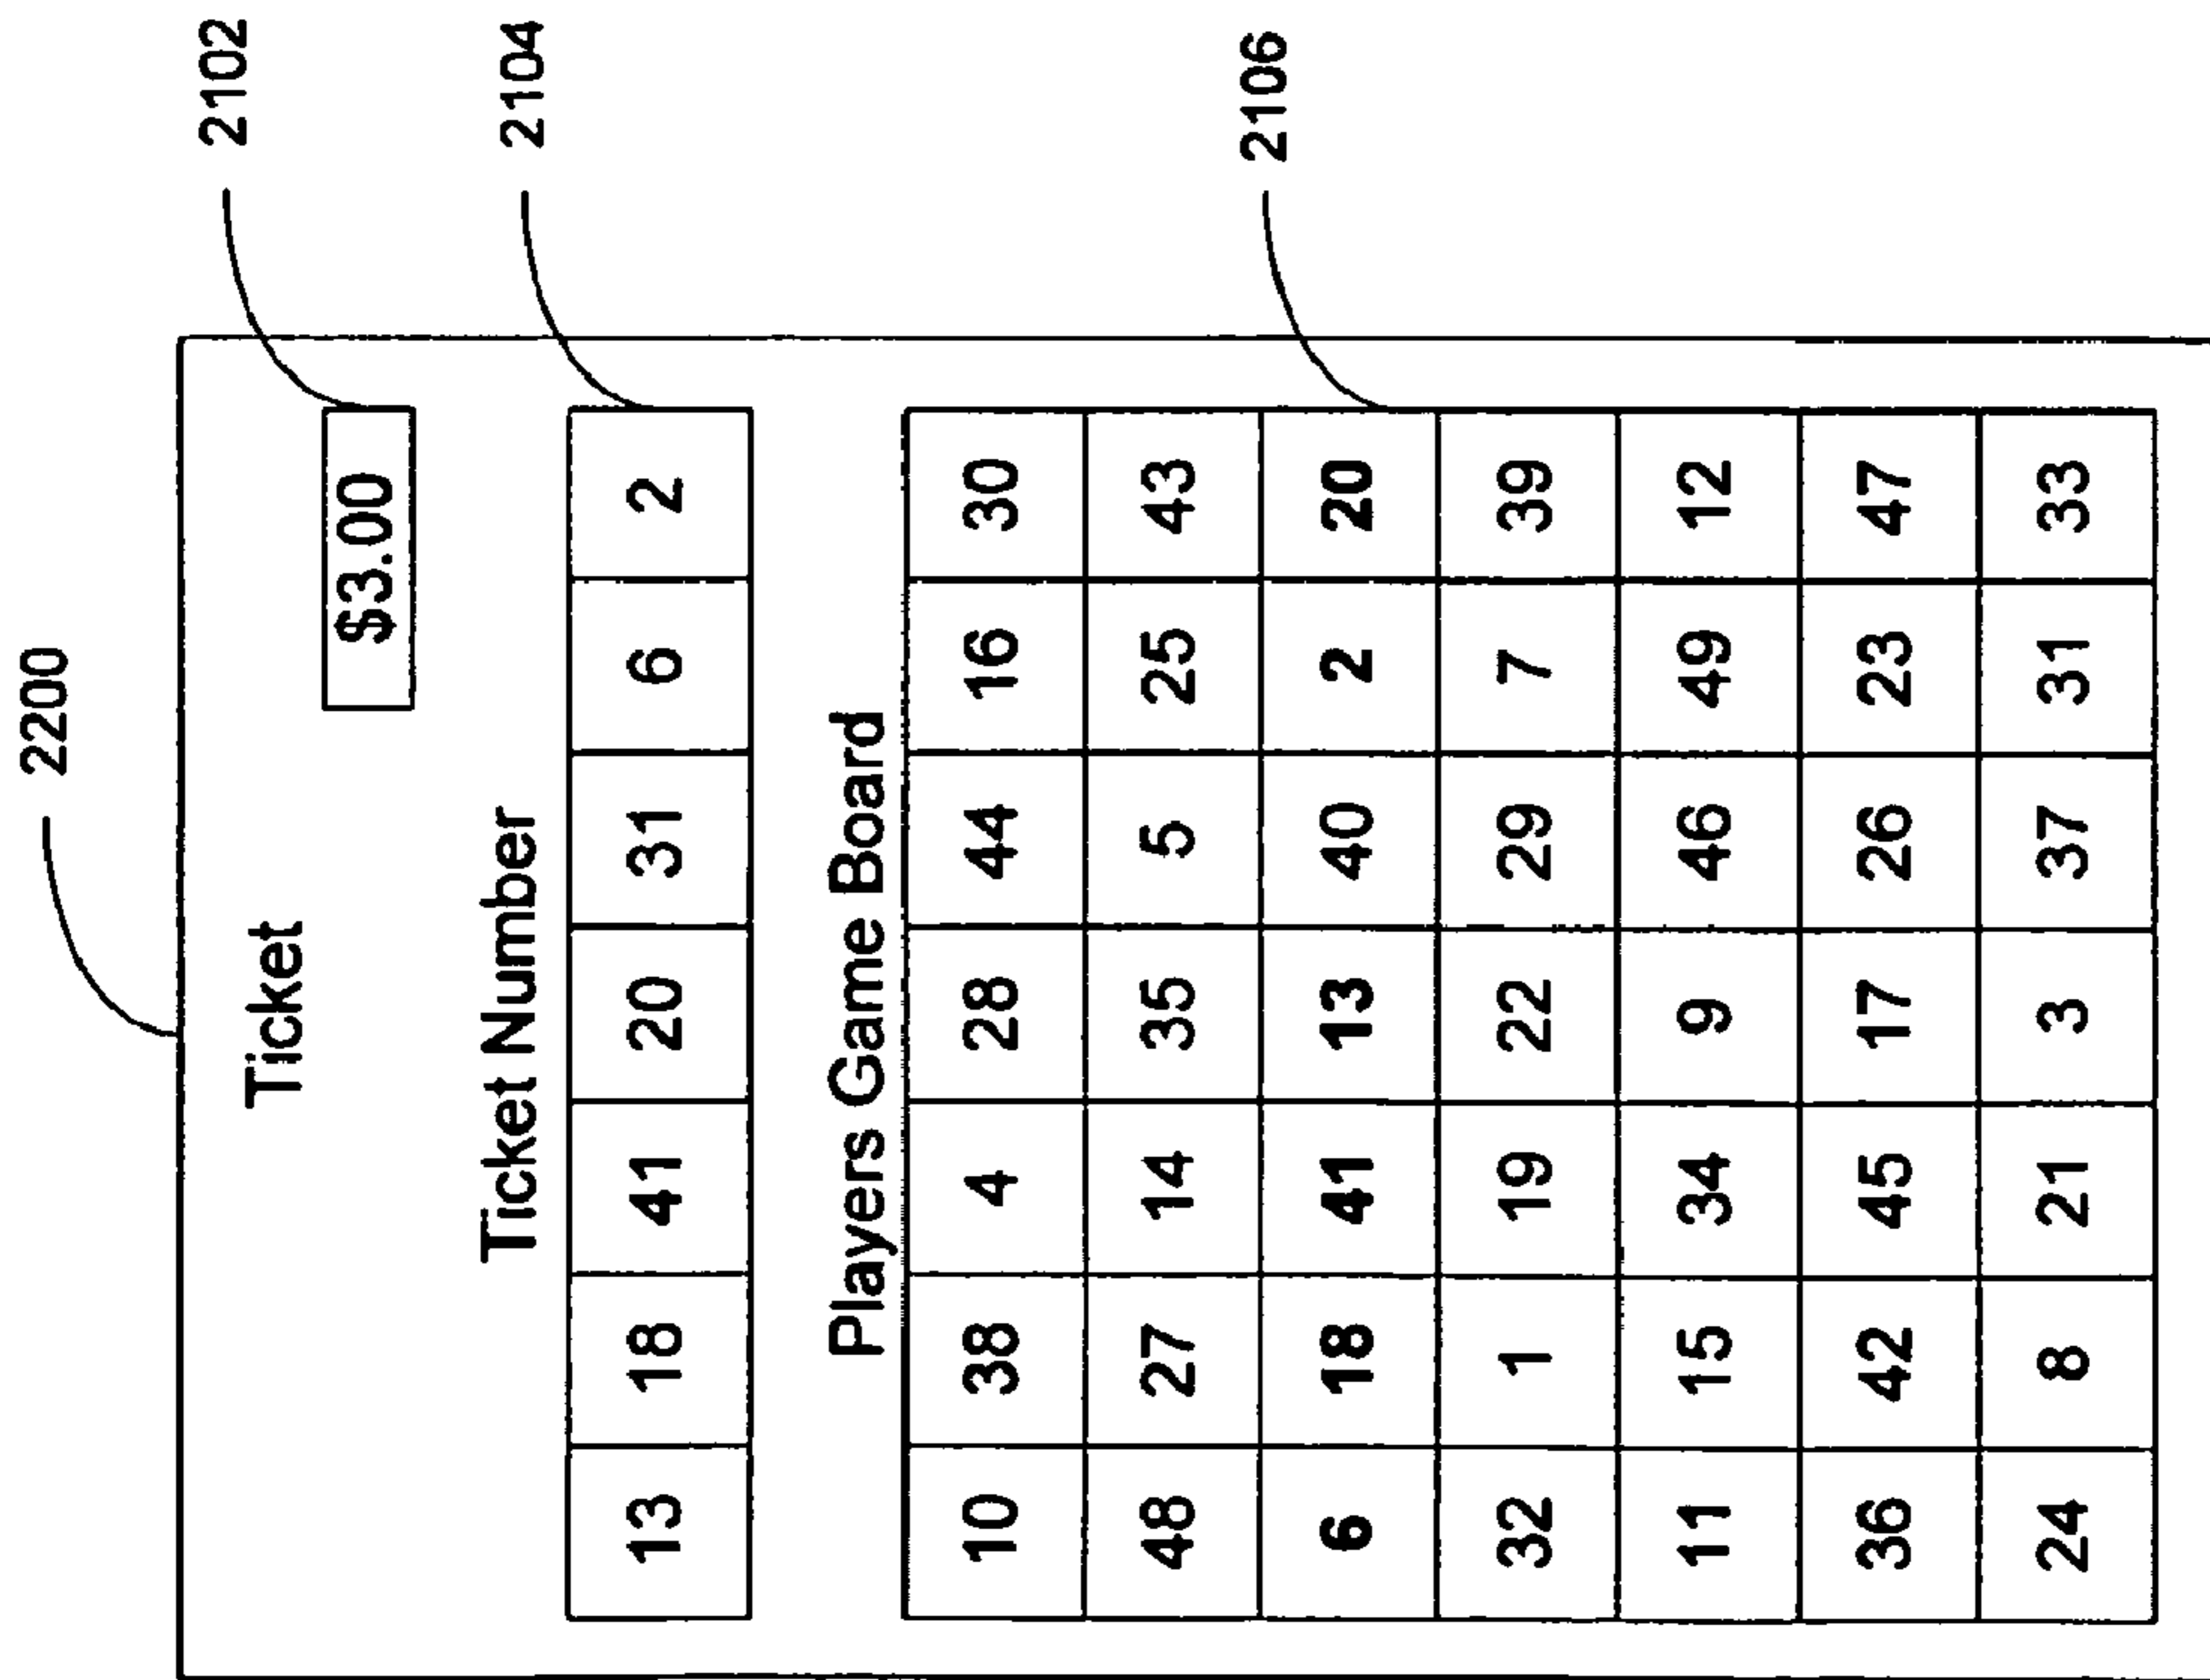 2200
Ticket
2102
$3.00
Ticket Number
2104
13 18 41 20 31 6 2
Players Game Board
2106
10 38 4 28 44 16 30
48 27 14 35 5 25 43
6 18 41 13 40 2 20
32 1 19 22 29 7 39
11 15 34 9 46 49 12
36 42 45 17 26 23 47
24 8 21 3 37 31 33